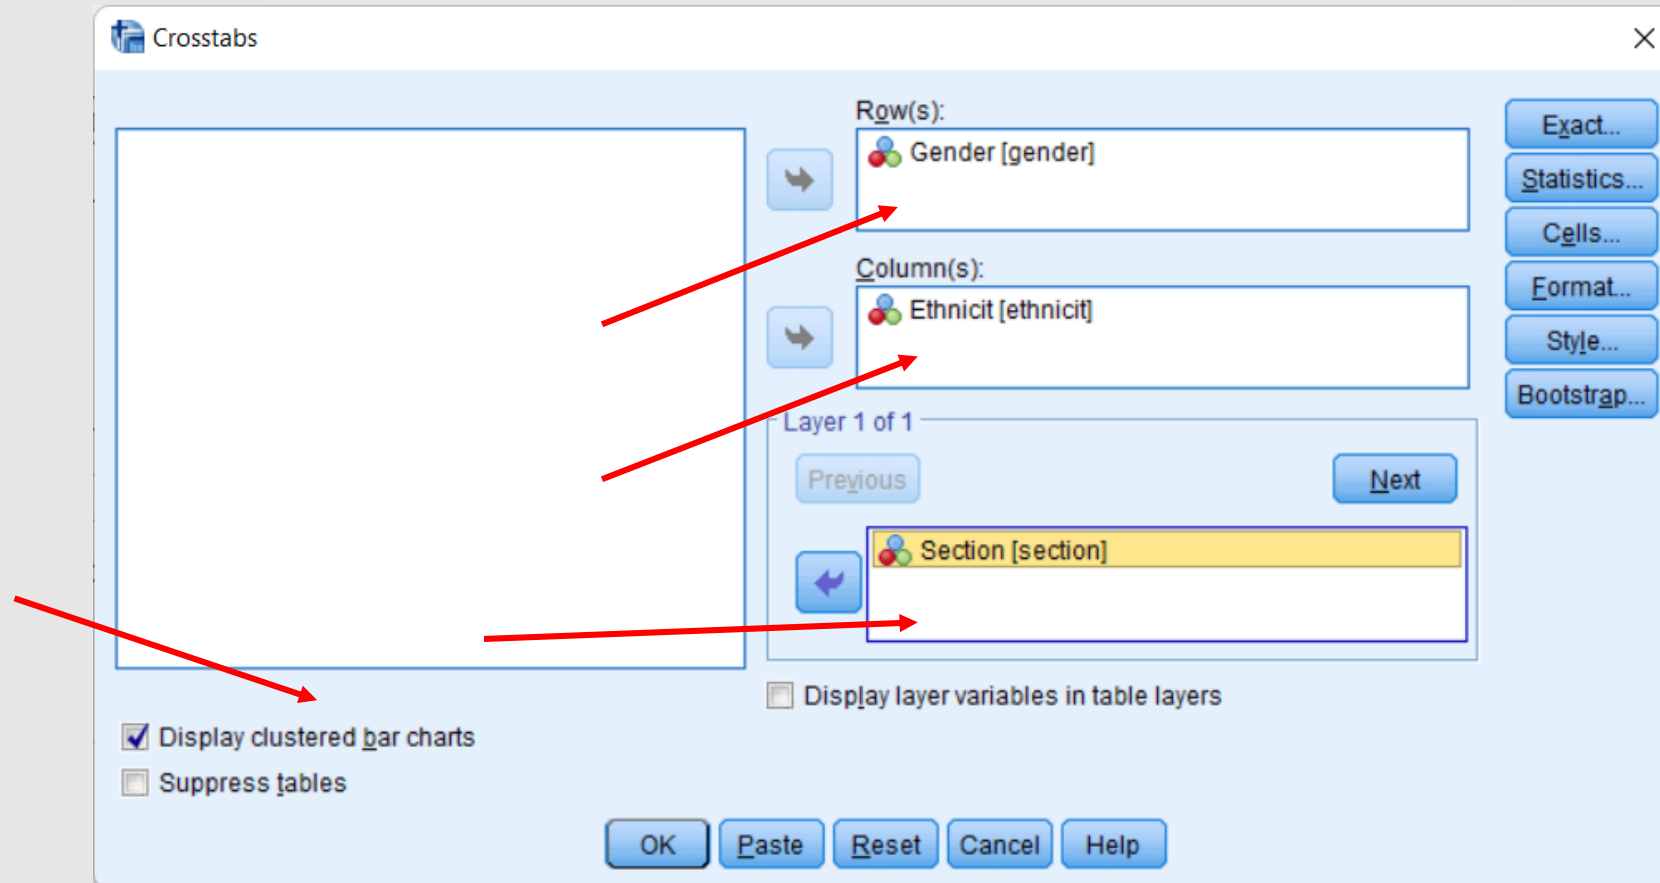 Crosstabs
Row(s):
Gender [gender]
Column(s):
Ethnicit [ethnicit]
Layer 1 of 1
Previous
Next
Section [section]
Display layer variables in table layers
Display clustered bar charts
Suppress tables
Exact...
Statistics...
Cells...
Format...
Style...
Bootstrap...
OK
Paste
Reset
Cancel
Help